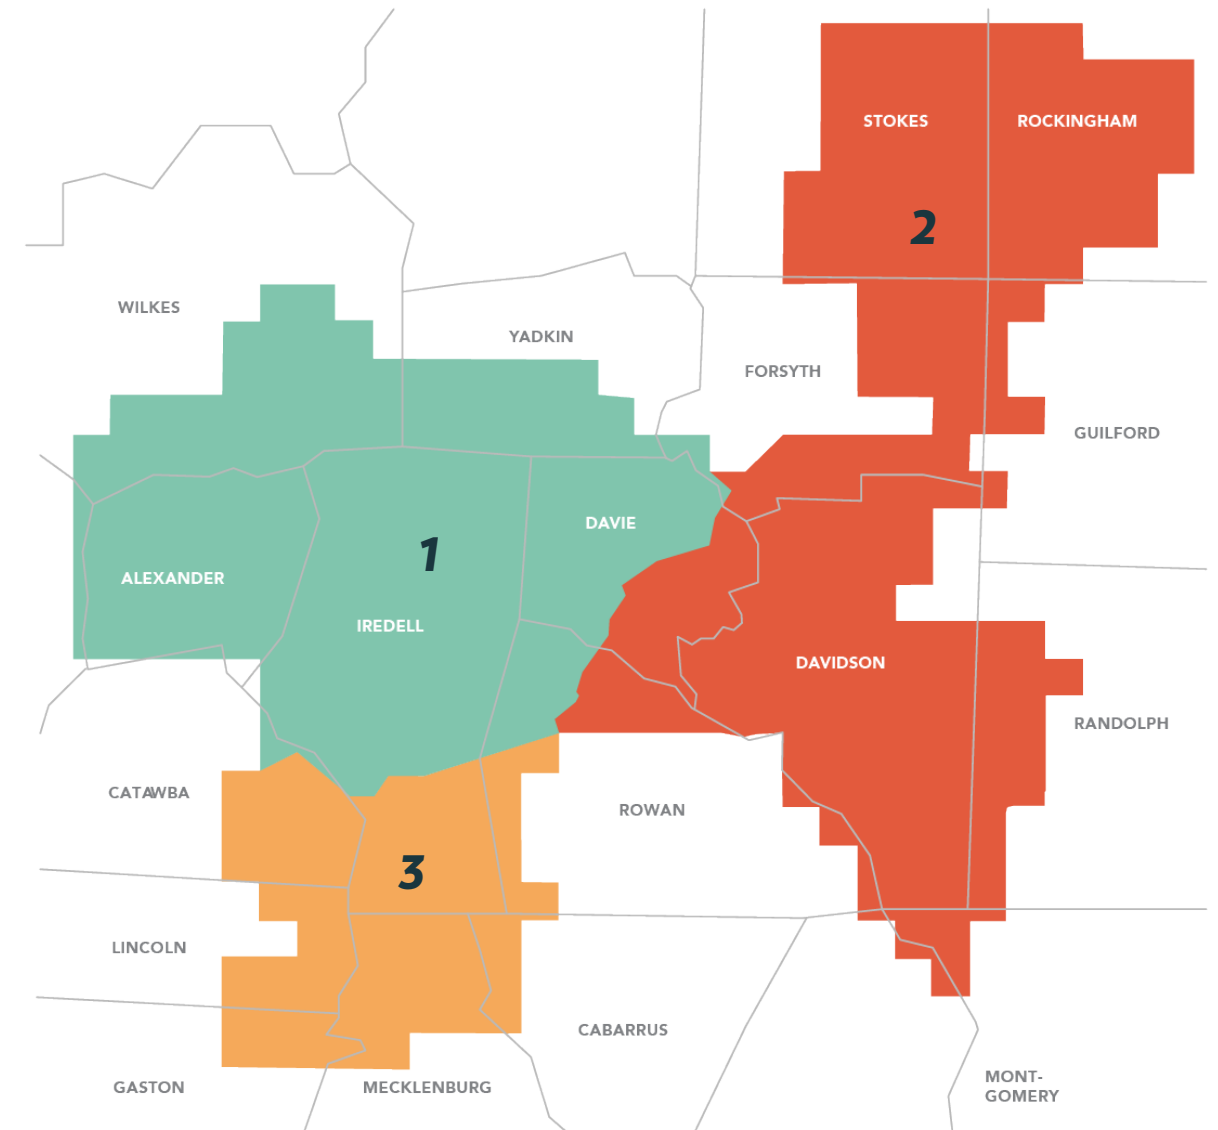 STOKES
ROCKINGHAM
2
WILKES
YADKIN
FORSYTH
GUILFORD
DAVIE
1
ALEXANDER
IREDELL
DAVIDSON
RANDOLPH
CATAWBA
ROWAN
3
LINCOLN
CABARRUS
MONT-
GOMERY
GASTON
MECKLENBURG